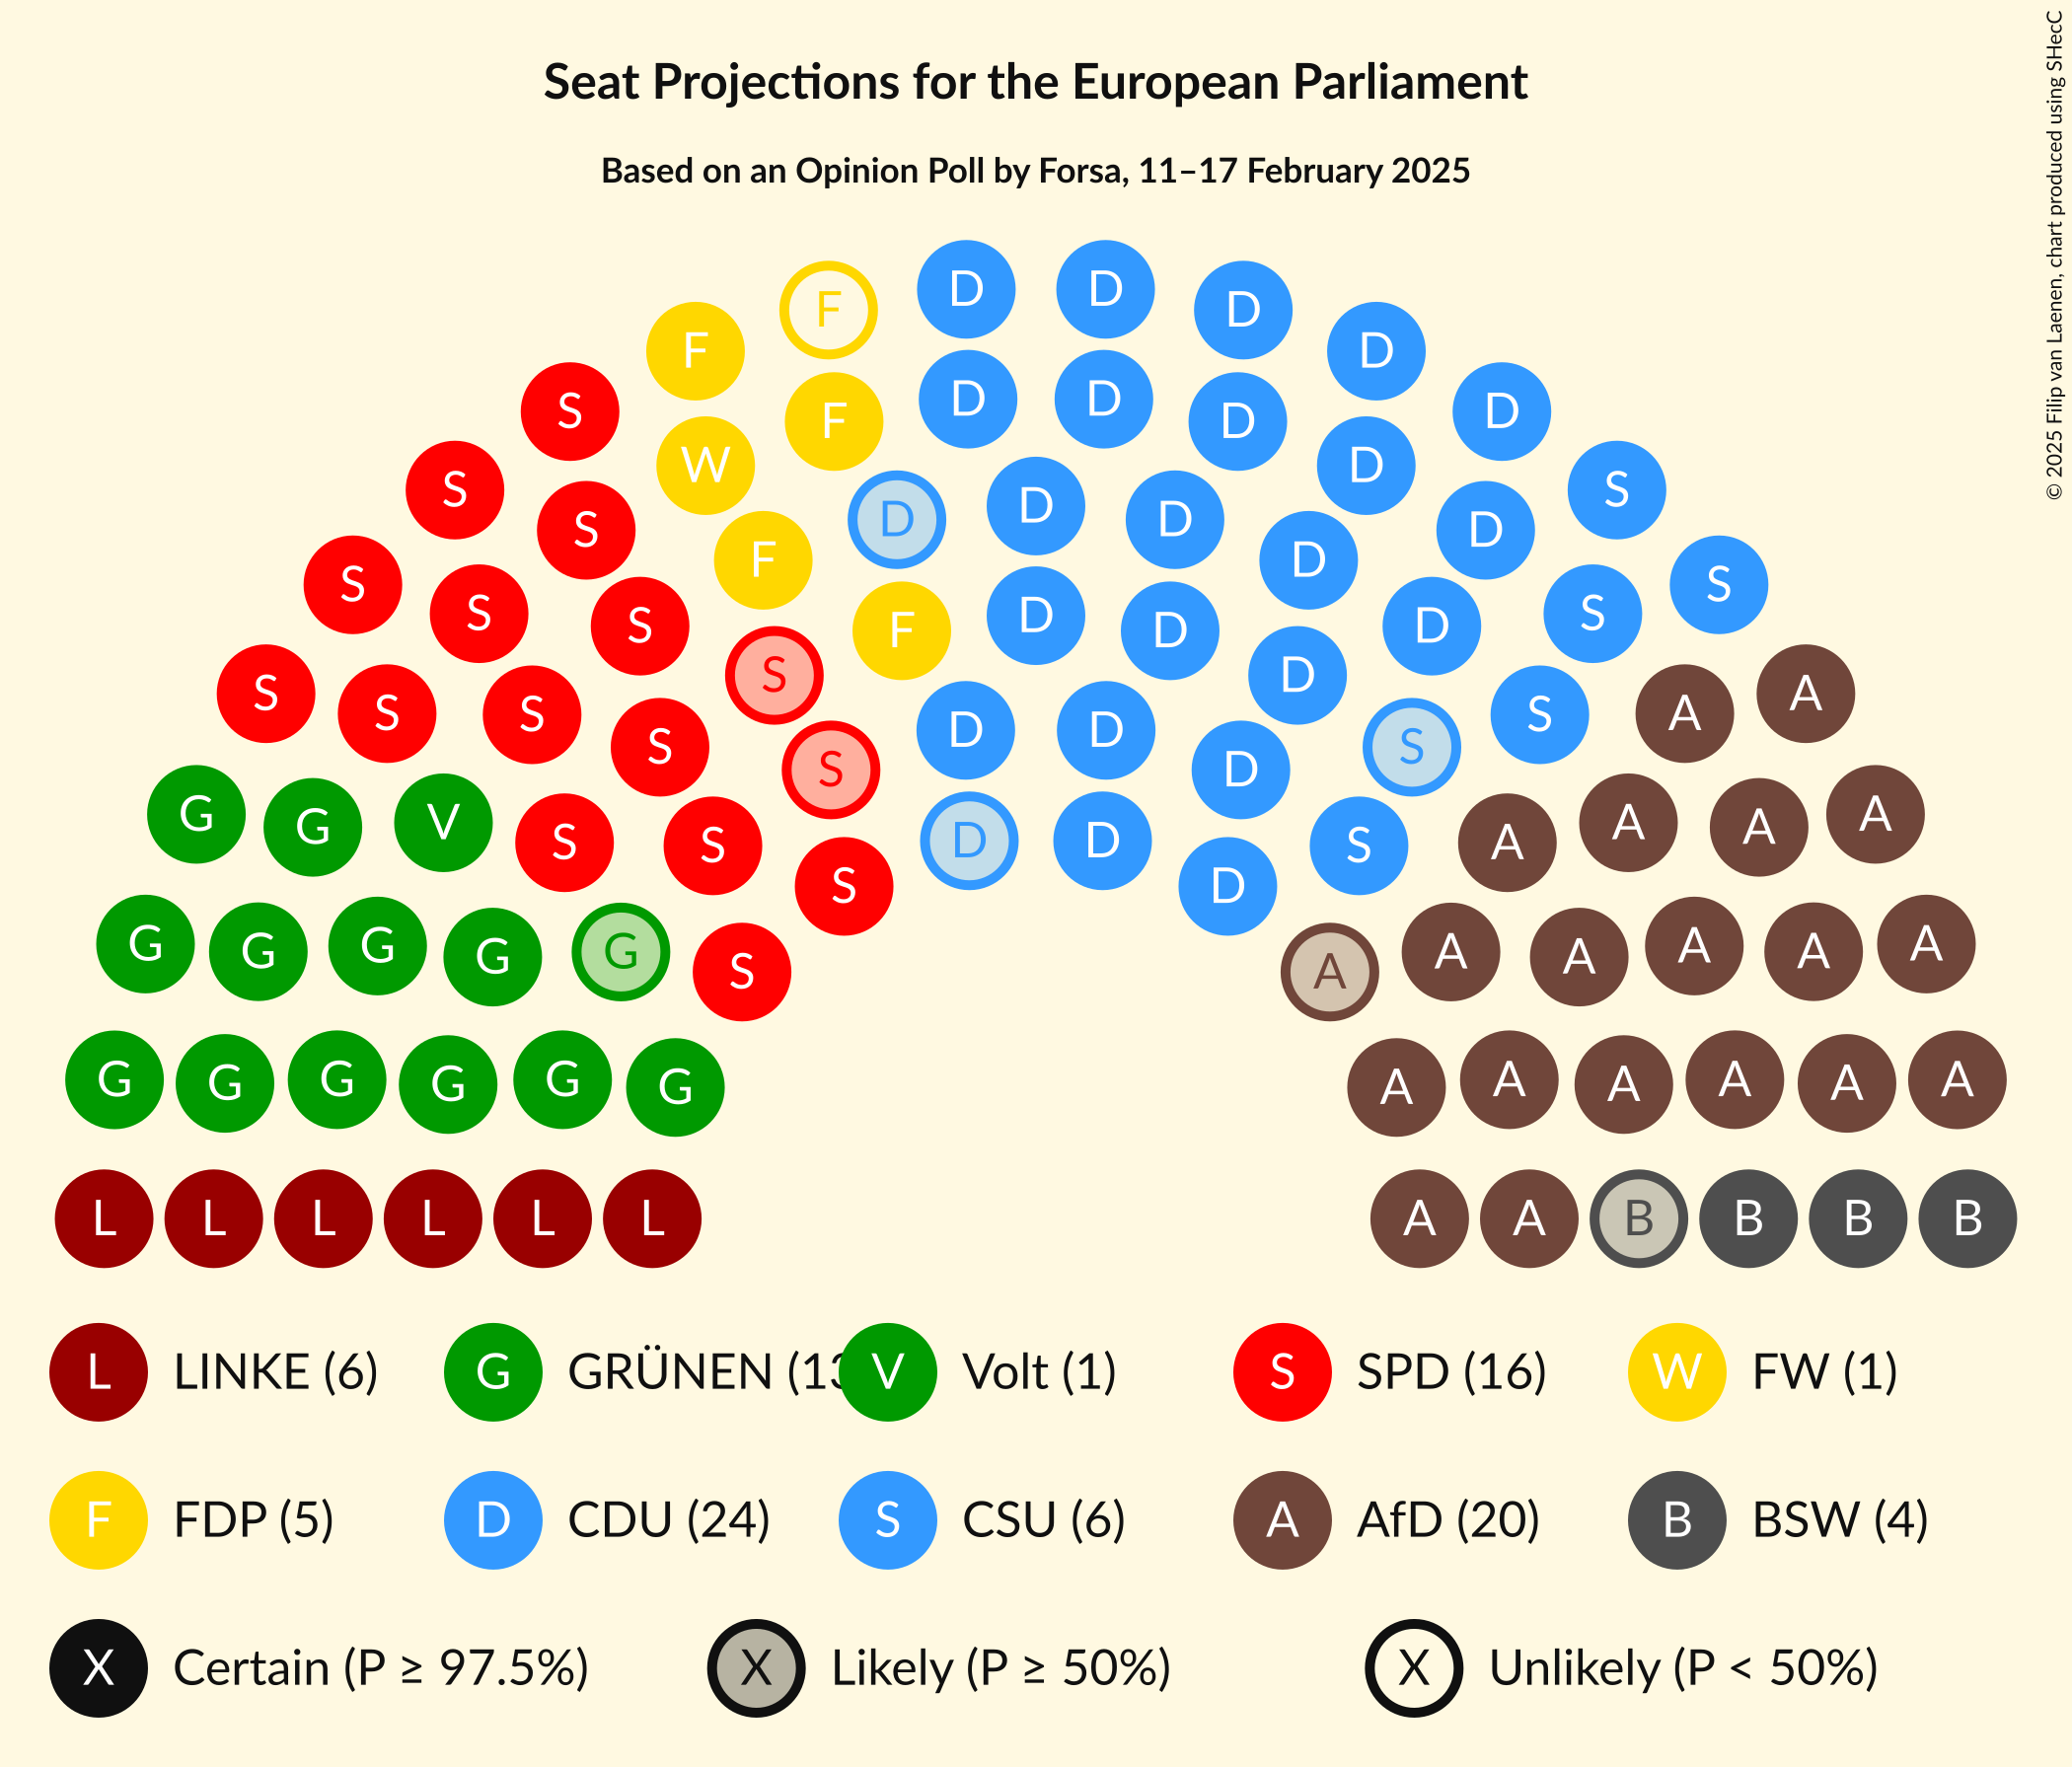 Seat Projections for the European Parliament
Based on an Opinion Poll by Forsa, 11–17 February 2025
© 2025 Filip van Laenen, chart produced using SHecC
D D
F D
F D
D D
F D
S D
W D
S S
D
D D
S D
F D
S S
S S
S D
D
F D
S S
S D
S A
S S
D D
S S
S D
G A
V A
G A
S A
S S
D D
S D
G A
G A
G A
G A
G A
S A
G A
G A
G A
G A
G A
G A
L L L L L L A A B B B B
L LINKE (6) G GRÜNEN (13 V Volt (1) S SPD (16) W FW (1)
F FDP (5) D CDU (24) S CSU (6) A AfD (20) B BSW (4)
X Certain (P ≥ 97.5%) X Likely (P ≥ 50%) X Unlikely (P < 50%)